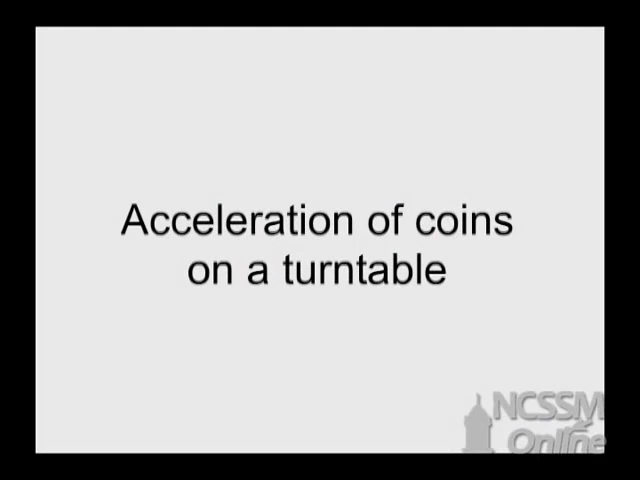 Acceleration of coins
on a turntable
NCSSM
Online